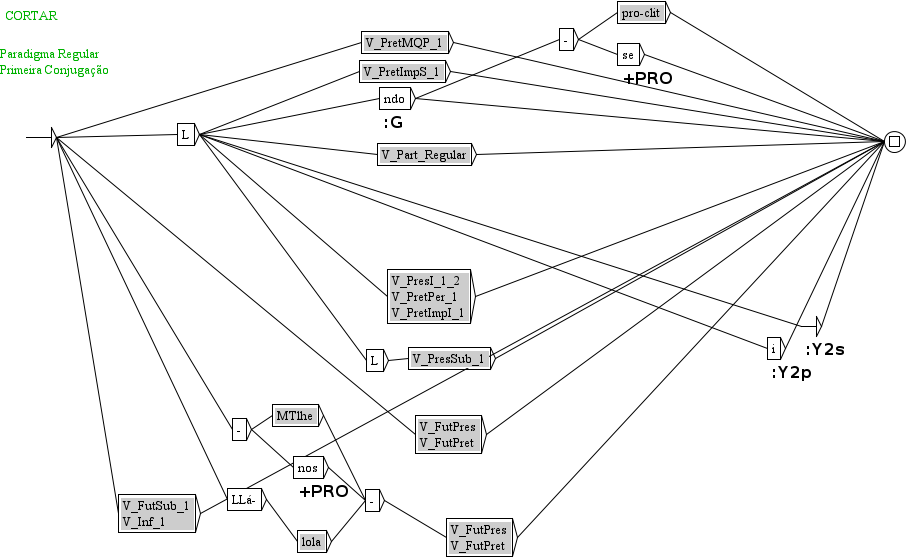 CORTAR
Paradigma Regular
Primeira Conjugação
pro-clit
-
se
+PRO
V_PretMQP_1
V_PretImpS_1
ndo
:G
L
V_Part_Regular
V_PresI_1_2
V_PretPer_1
V_PretImpI_1
i
:Y2s
:Y2p
L
V_PresSub_1
MTlhe
-
V_FutPres
V_FutPret
nos
+PRO
LLá-
-
V_FutSub_1
V_Inf_1
lola
V_FutPres
V_FutPret